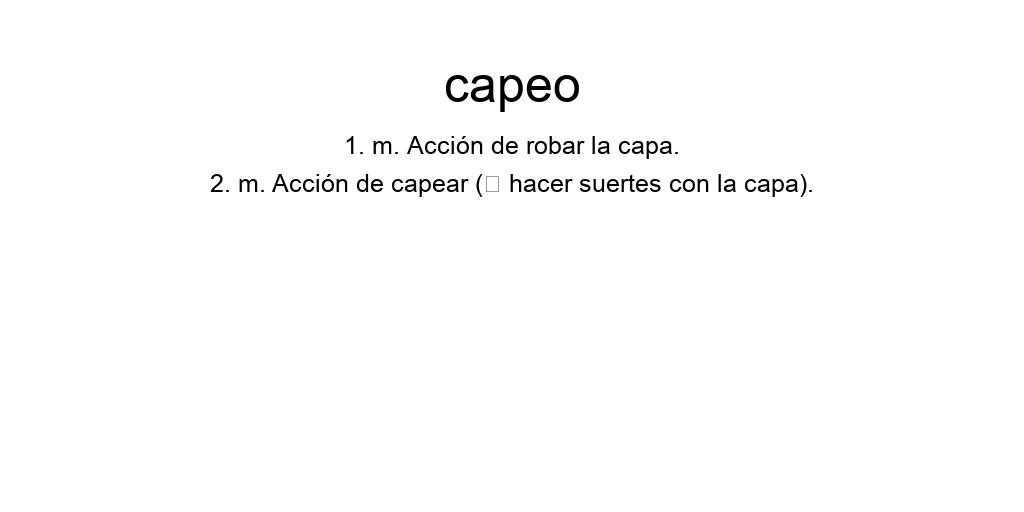 capeo
1. m. Acción de robar la capa.
2. m. Acción de capear (□ hacer suertes con la capa).